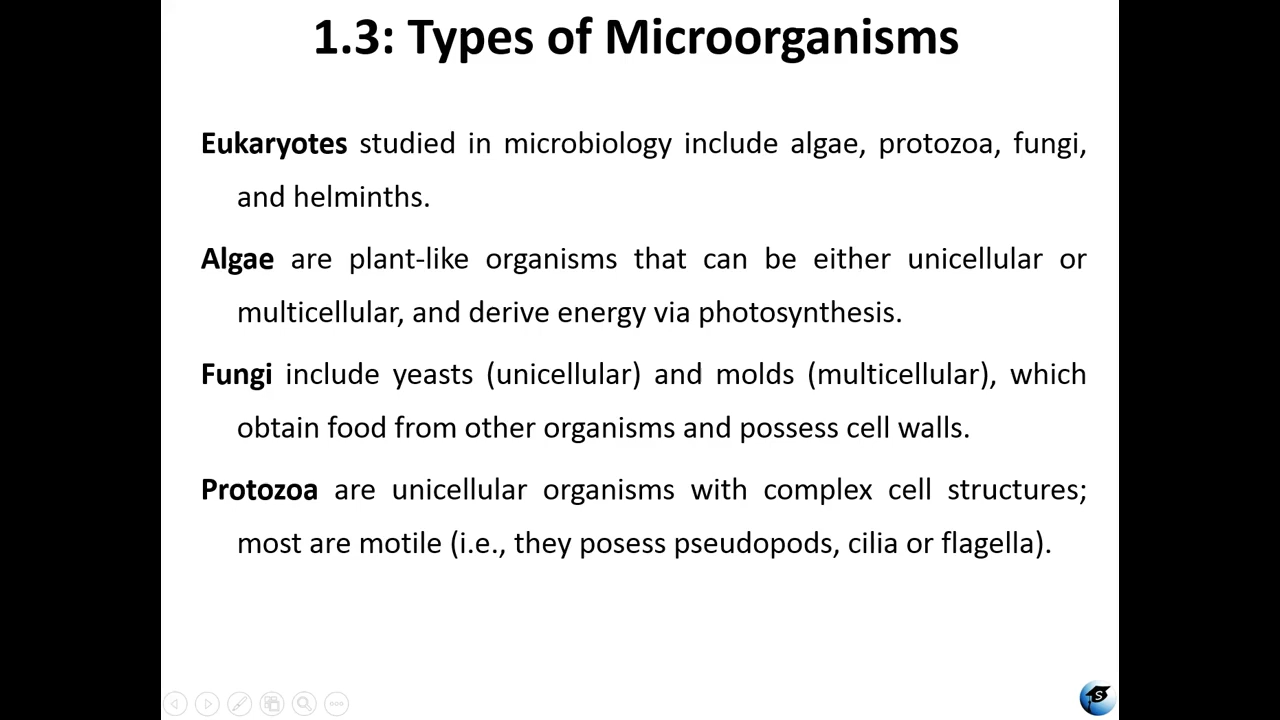 1.3: Types of Microorganisms
Eukaryotes studied in microbiology include algae, protozoa, fungi,
and helminths.
Algae are plant-like organisms that can be either unicellular or
multicellular, and derive energy via photosynthesis.
Fungi include yeasts (unicellular) and molds (multicellular), which
obtain food from other organisms and possess cell walls.
Protozoa are unicellular organisms with complex cell structures;
most are motile (i.e., they posess pseudopods, cilia or flagella).
S